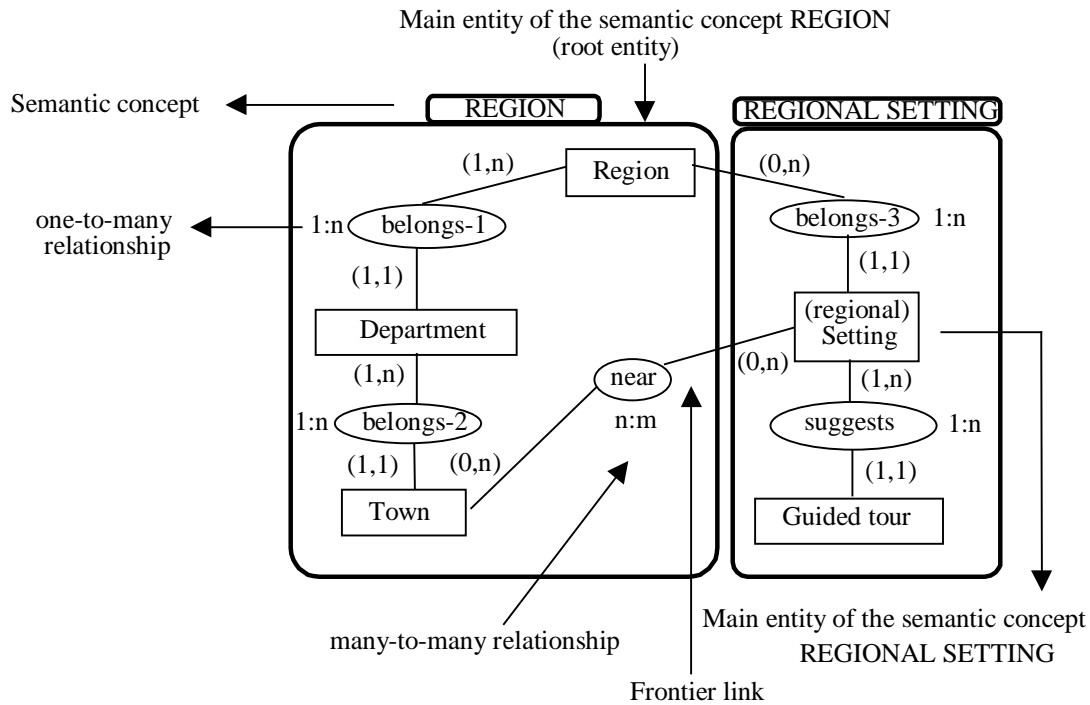 Main entity of the semantic concept REGION
(root entity)
Semantic concept
REGION
REGIONAL SETTING
(1,n)
Region
(0,n)
one-to-many
relationship
1:n
belongs-1
belongs-3
1:n
(1,1)
(1,1)
Department
(regional)
Setting
(1,n)
near
(0,n)
(1,n)
1:n
belongs-2
n:m
suggests
1:n
(1,1)
(0,n)
(1,1)
Town
Guided tour
many-to-many relationship
Main entity of the semantic concept
REGIONAL SETTING
Frontier link